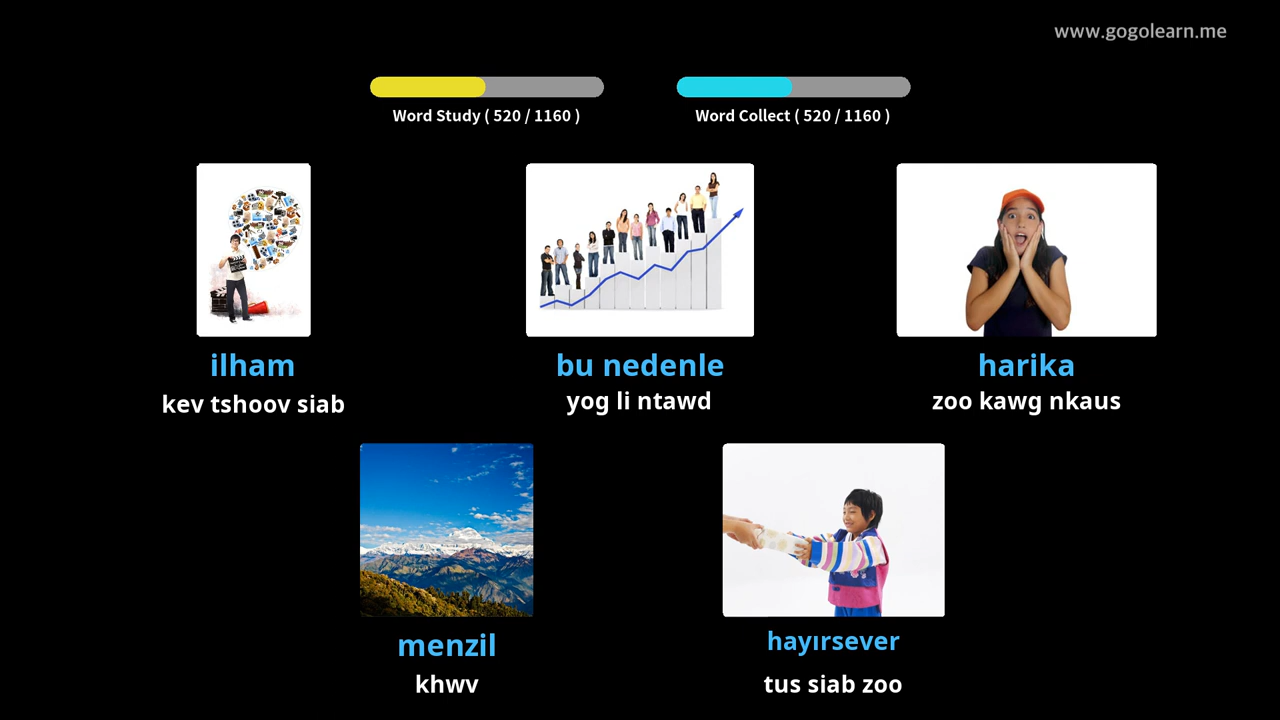 www.gogolearn.me
Word Study ( 520 / 1160 )
Word Collect ( 520 / 1160 )
ilham
kev tshoov siab
bu nedenle
yog li ntawd
harika
zoo kawg nkaus
menzil
khwv
hayırsever
tus siab zoo